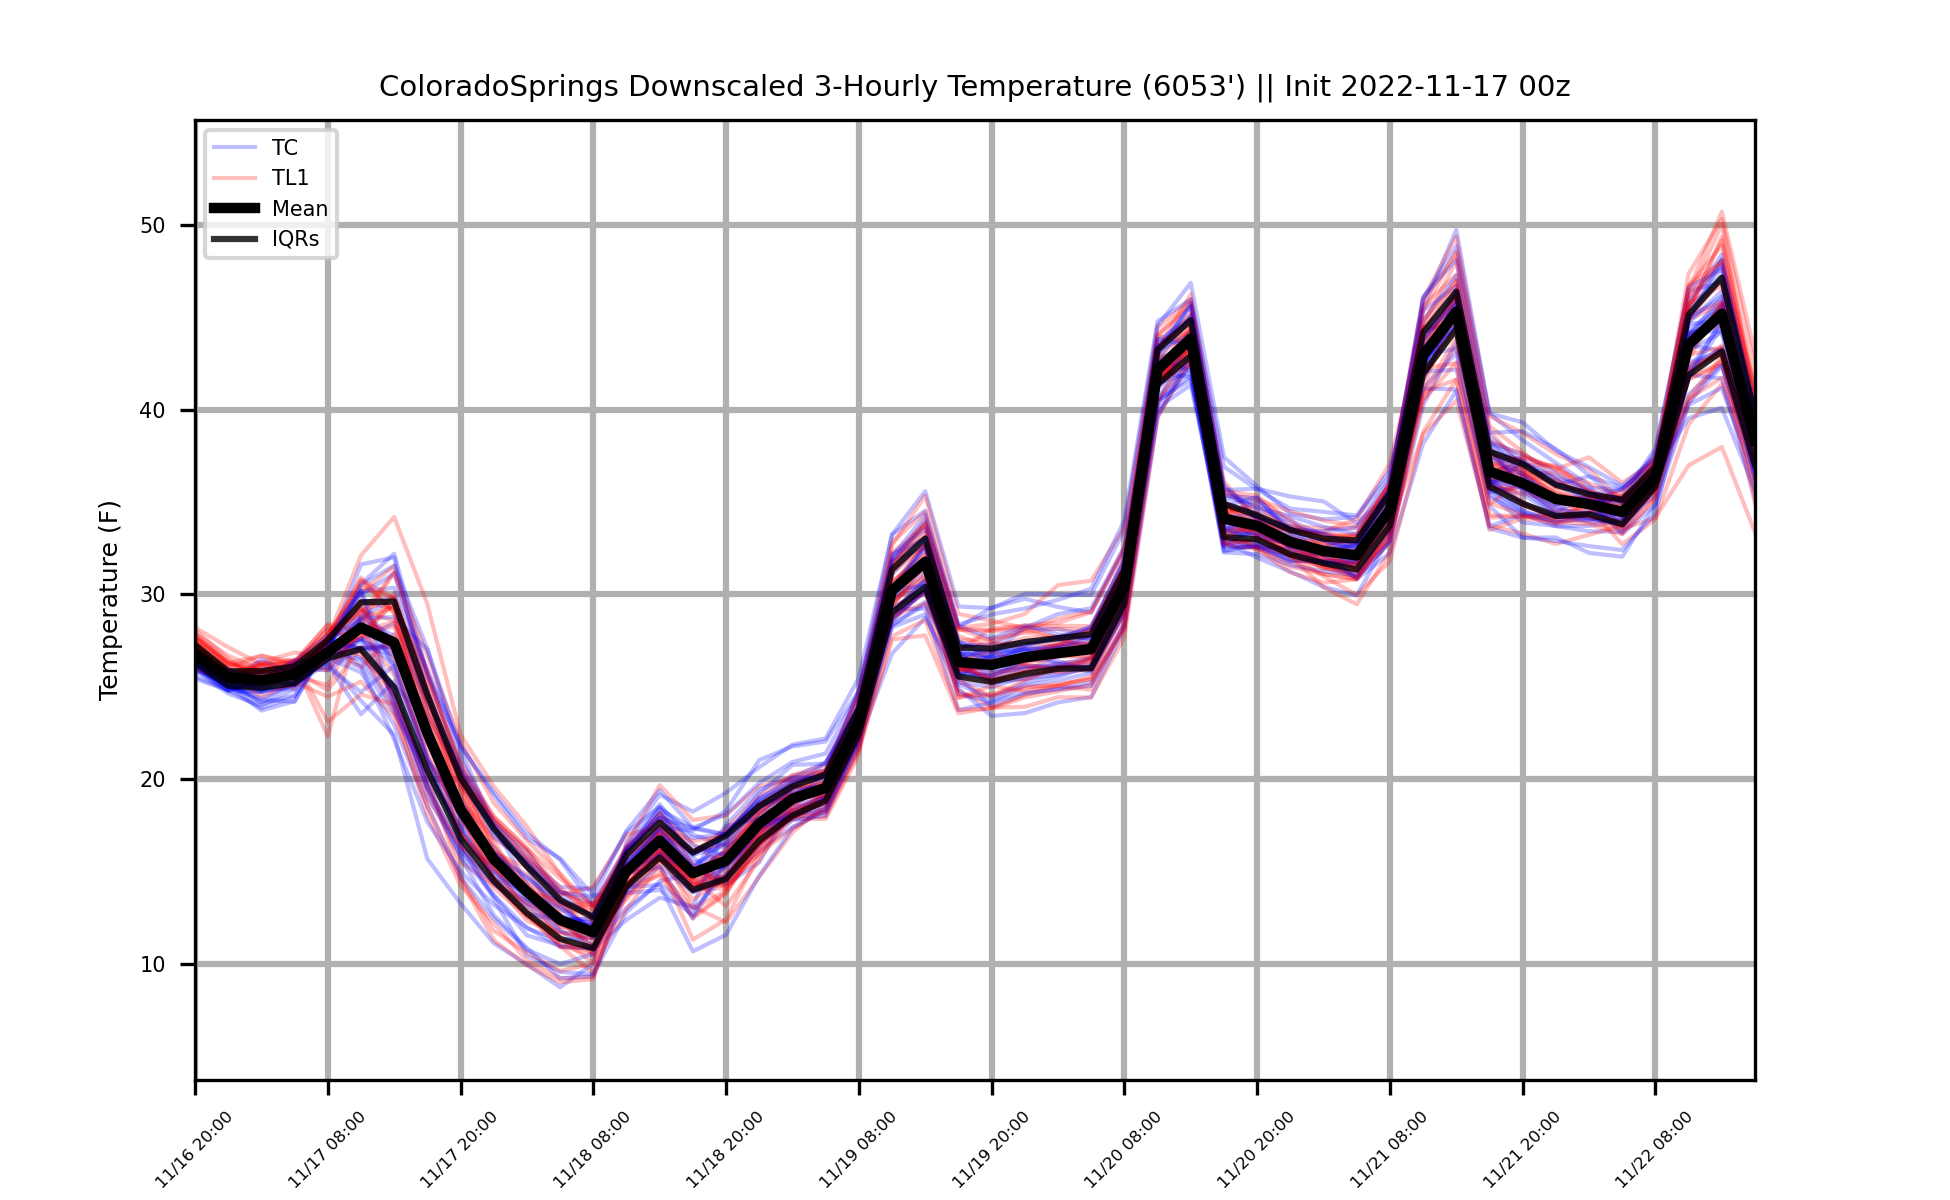 ColoradoSprings Downscaled 3-Hourly Temperature (6053') || Init 2022-11-17 00z
TC
TL1
Mean
IQRs
Temperature (F)
50
40
30
20
10
11/16 20:00
11/17 08:00
11/17 20:00
11/18 08:00
11/18 20:00
11/19 08:00
11/19 20:00
11/20 08:00
11/20 20:00
11/21 08:00
11/21 20:00
11/22 08:00